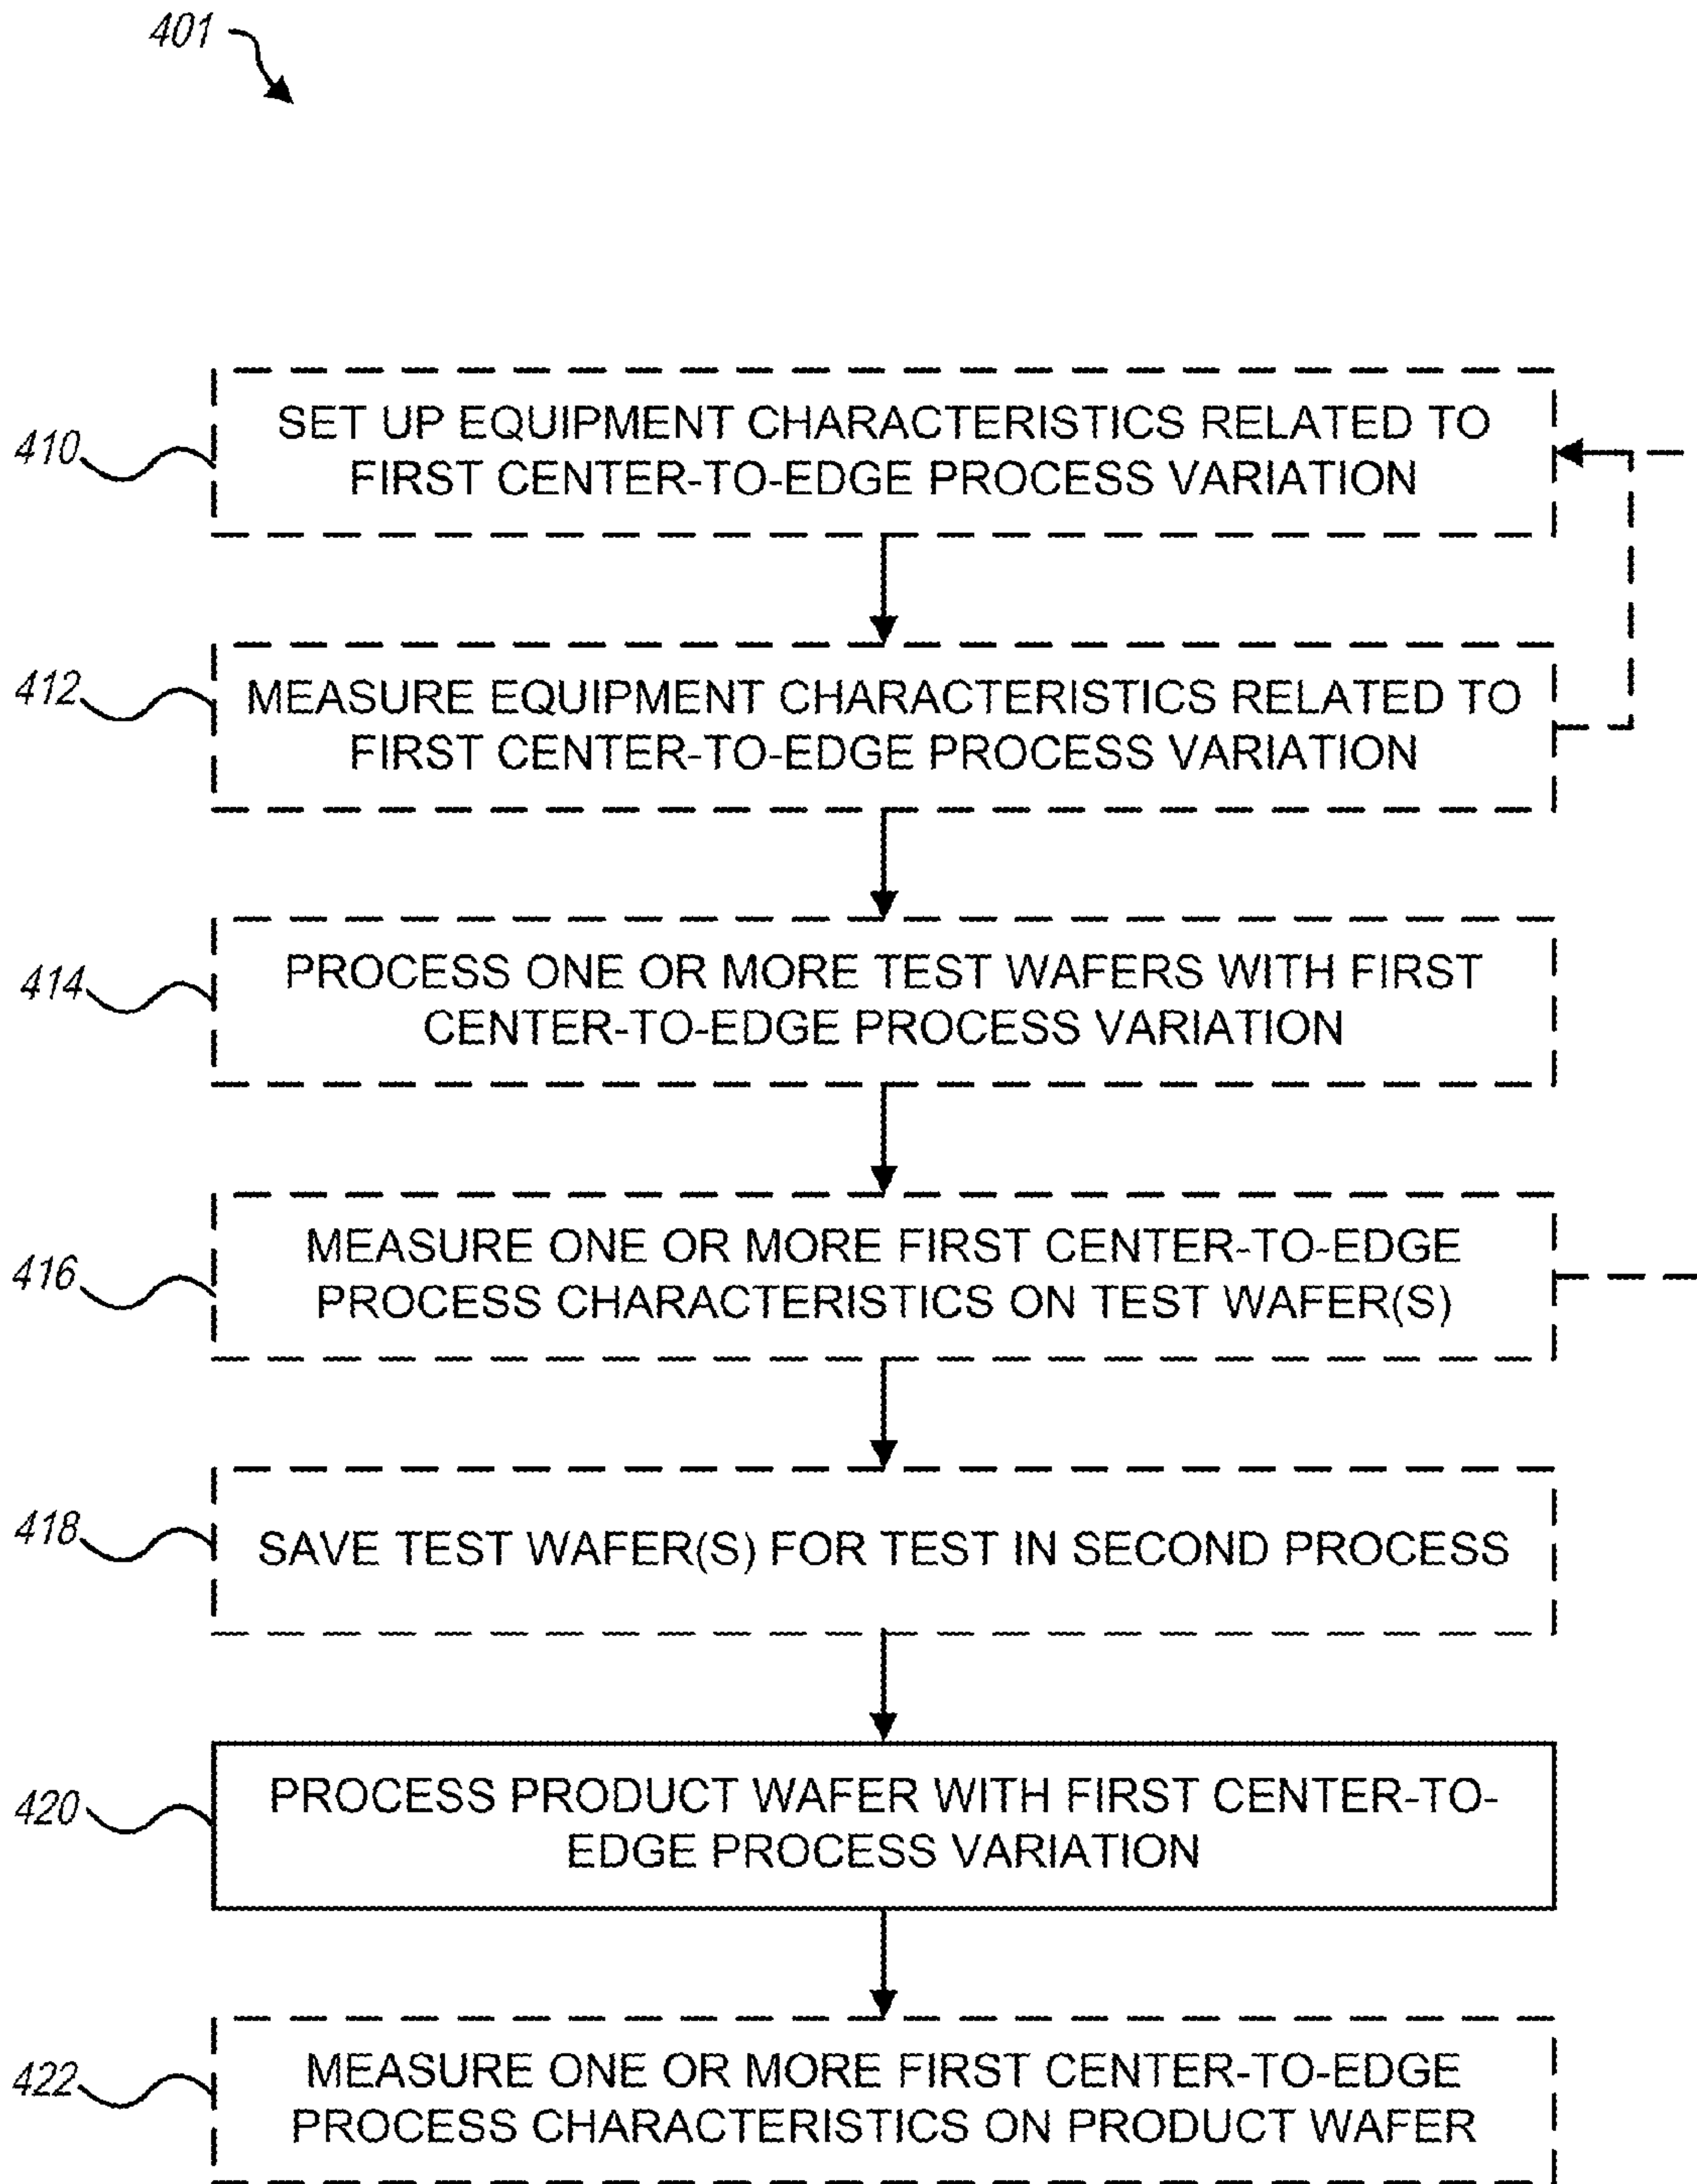 401
410
SET UP EQUIPMENT CHARACTERISTICS RELATED TO
FIRST CENTER-TO-EDGE PROCESS VARIATION
412
MEASURE EQUIPMENT CHARACTERISTICS RELATED TO
FIRST CENTER-TO-EDGE PROCESS VARIATION
414
PROCESS ONE OR MORE TEST WAFERS WITH FIRST
CENTER-TO-EDGE PROCESS VARIATION
416
MEASURE ONE OR MORE FIRST CENTER-TO-EDGE
PROCESS CHARACTERISTICS ON TEST WAFER(S)
418
SAVE TEST WAFER(S) FOR TEST IN SECOND PROCESS
420
PROCESS PRODUCT WAFER WITH FIRST CENTER-TO-
EDGE PROCESS VARIATION
422
MEASURE ONE OR MORE FIRST CENTER-TO-EDGE
PROCESS CHARACTERISTICS ON PRODUCT WAFER